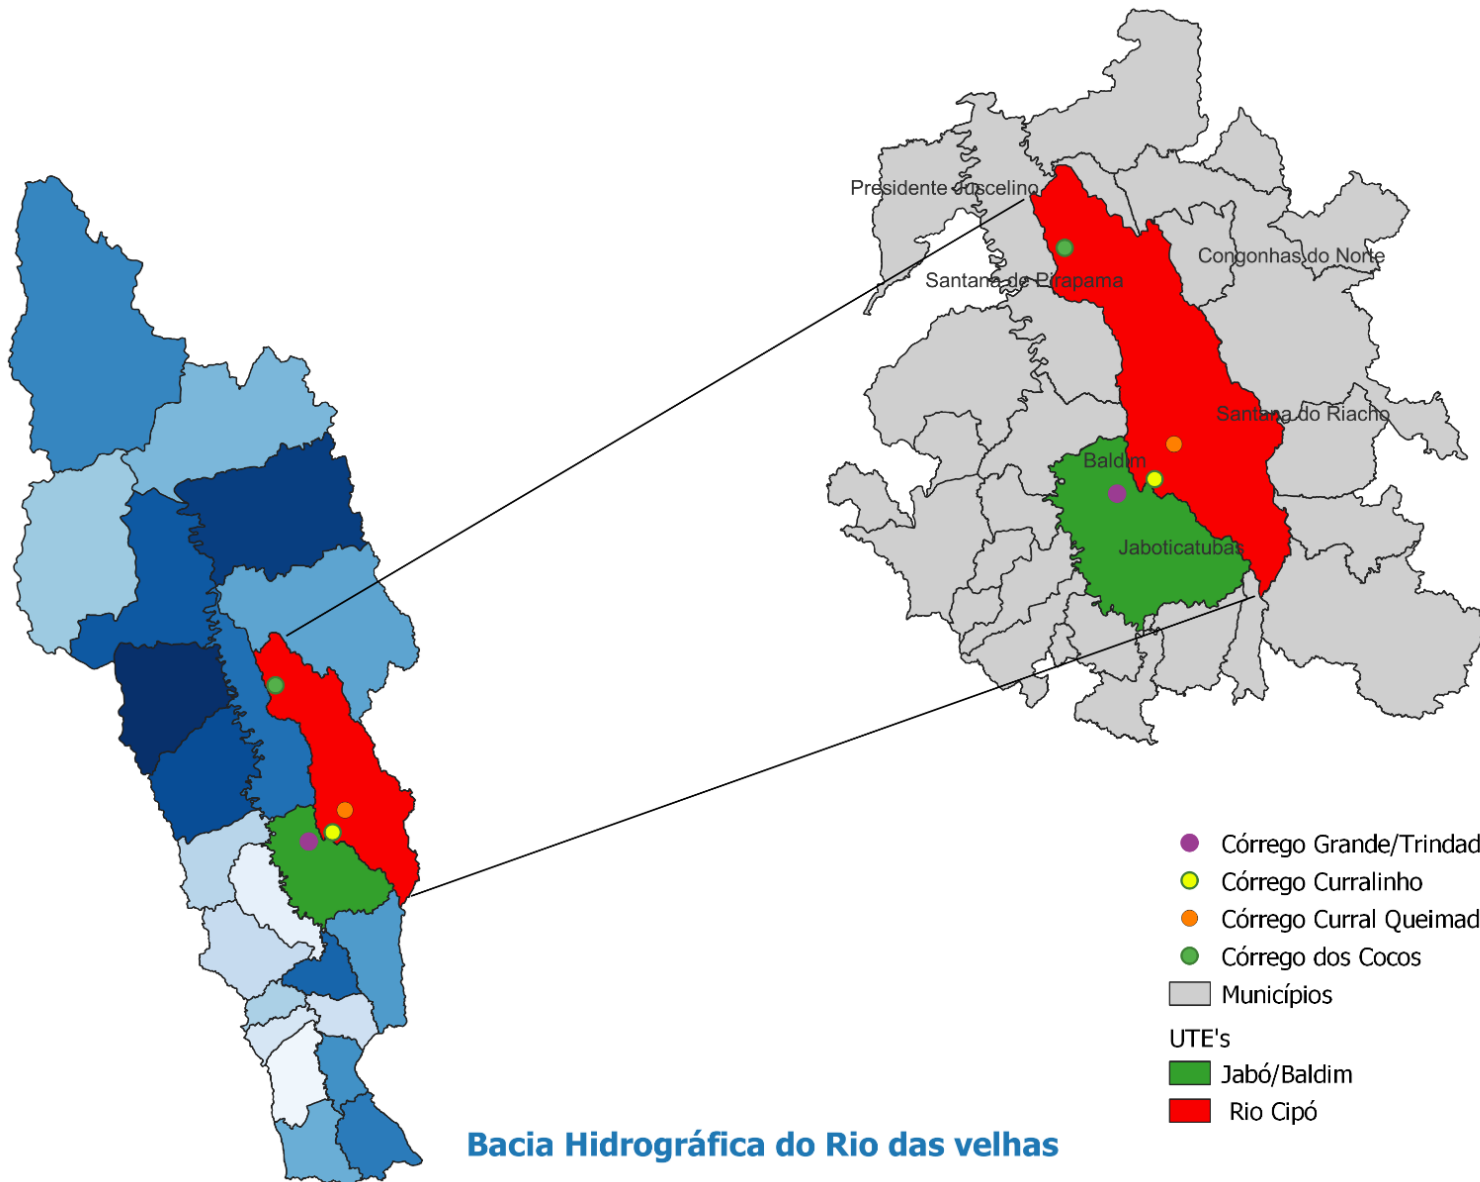 Presidente Juscelino
Congonhas do Norte
Santana de Pirapama
Santana do Riacho
Baldim
Jaboticatubas
Córrego Grande/Trindad
Córrego Curralinho
Córrego Curral Queimad
Córrego dos Cocos
Municípios
UTE's
Jabó/Baldim
Rio Cipó
Bacia Hidrográfica do Rio das velhas